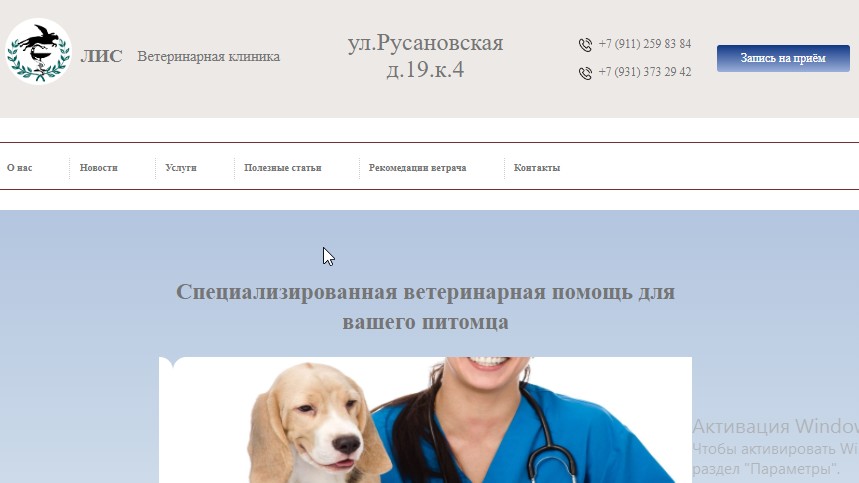 ЛИС Ветеринарная клиника
ул.Русановская
д.19.к.4
+7 (911) 259 83 84
+7 (931) 373 29 42
Запись на приём
О нас
Новости
Услуги
Полезные статьи
Рекомедации ветрача
Контакты
Специализированная ветеринарная помощь для
вашего питомца
Активация Window
Чтобы активировать Wi
раздел "Параметры".